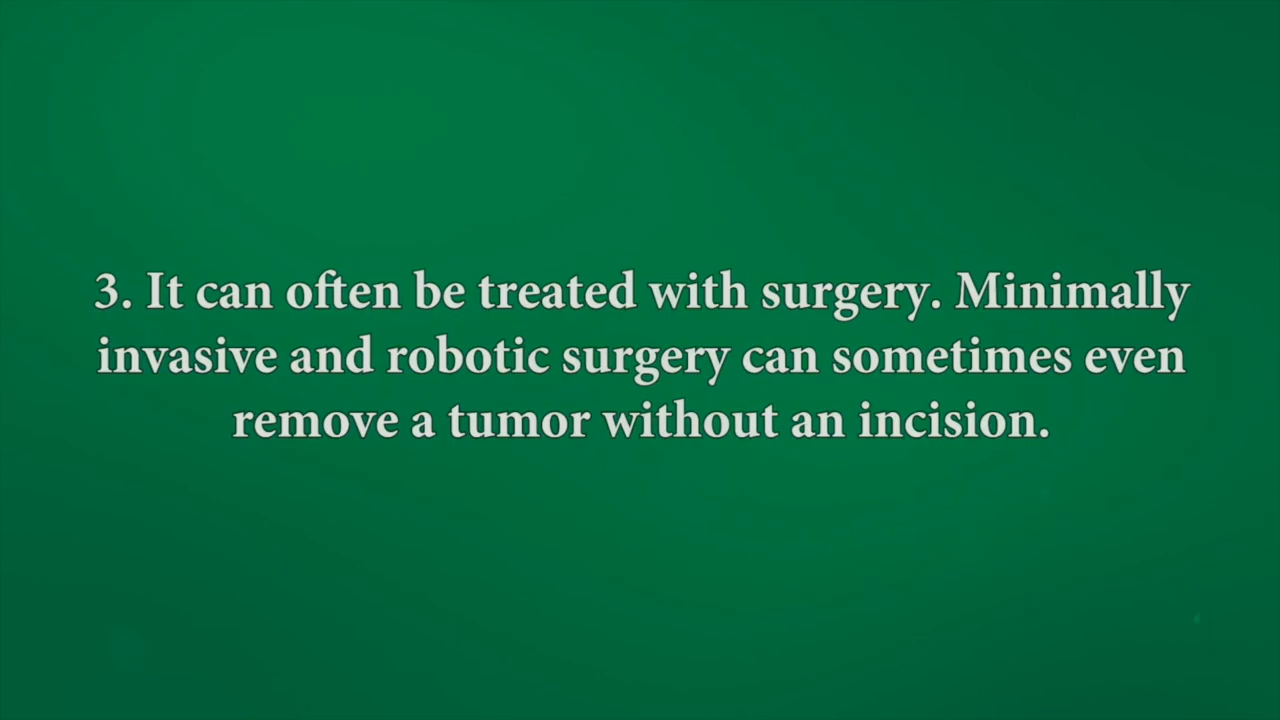 3. It can often be treated with surgery. Minimally
invasive and robotic surgery can sometimes even
remove a tumor without an incision.